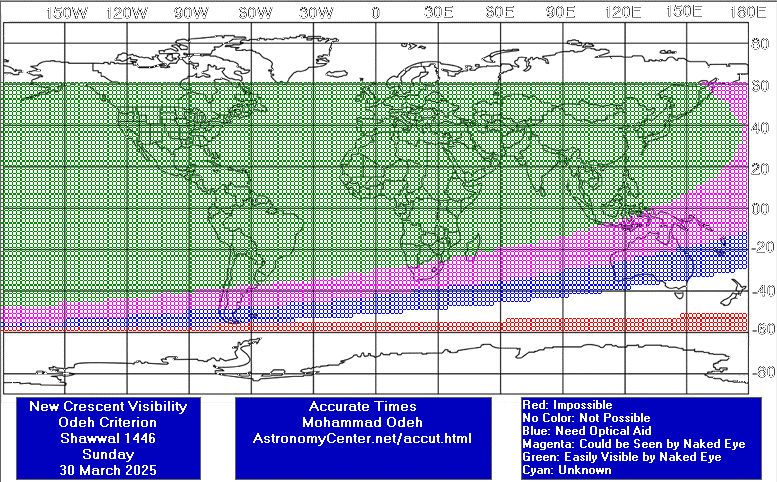 150W 120W 90W 60W 30W 0 30E 60E 90E 120E 150E 180E
80
60
40
20
00
-20
-40
-60
-80
New Crescent Visibility
Odeh Criterion
Shawwal 1446
Sunday
30 March 2025
Accurate Times
Mohammad Odeh
AstronomyCenter.net/accut.html
Red: Impossible
No Color: Not Possible
Blue: Need Optical Aid
Magenta: Could be Seen by Naked Eye
Green: Easily Visible by Naked Eye
Cyan: Unknown